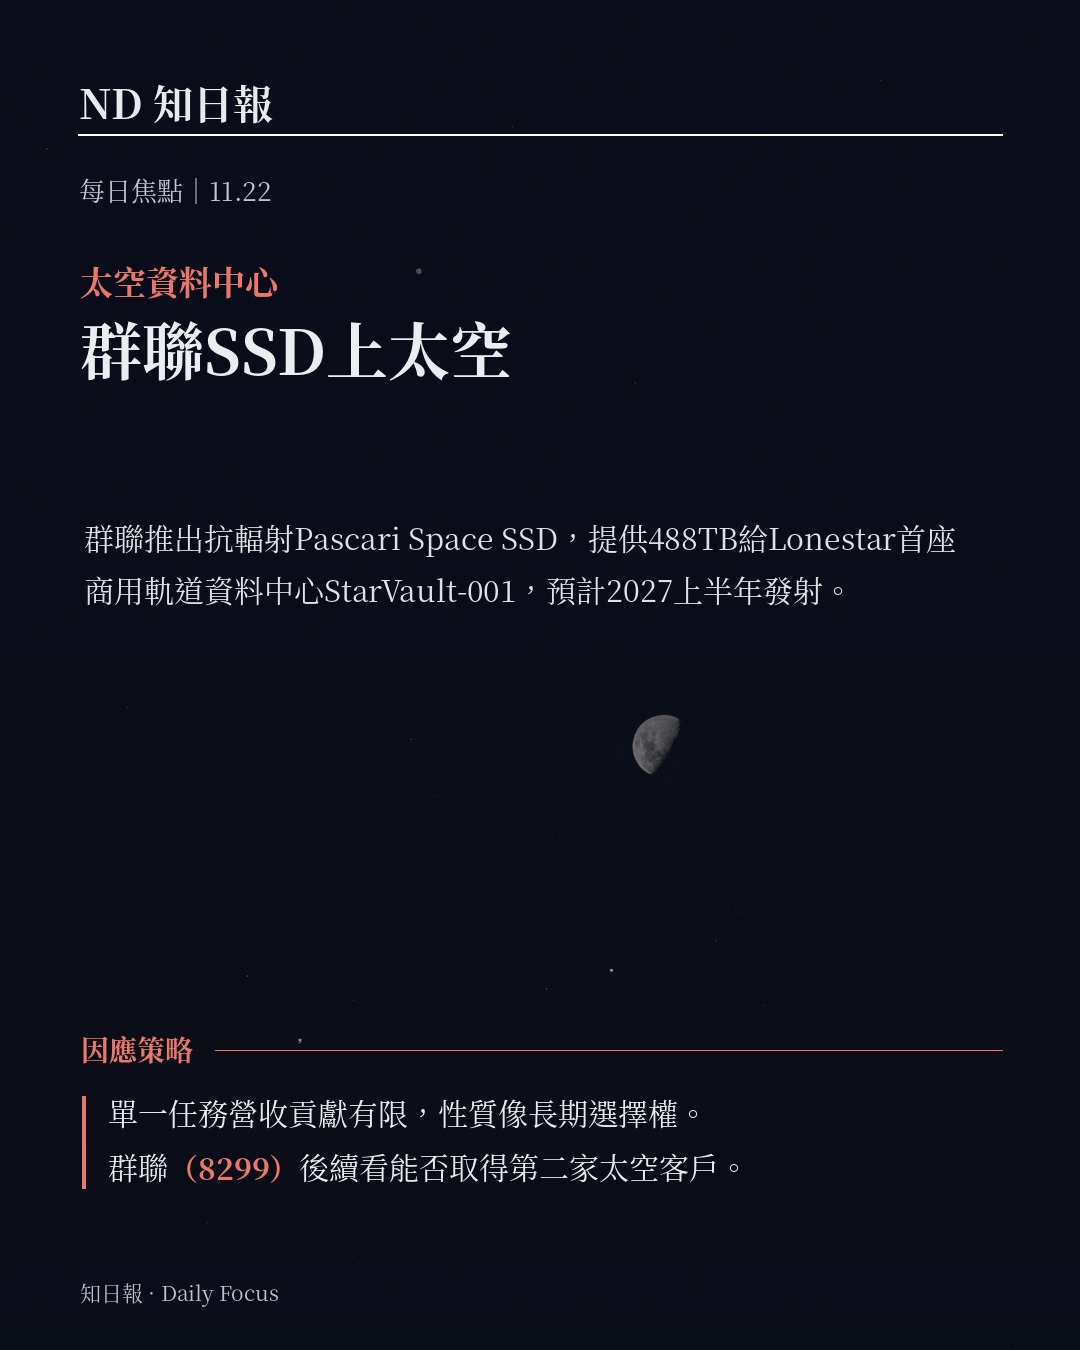 ND 知日報
每日焦點｜11.22
太空資料中心
群聯SSD上太空
群聯推出抗輻射Pascari Space SSD，提供488TB給Lonestar首座
商用軌道資料中心StarVault-001，預計2027上半年發射。
因應策略
單一任務營收貢獻有限，性質像長期選擇權。
群聯（8299）後續看能否取得第二家太空客戶。
知日報 · Daily Focus